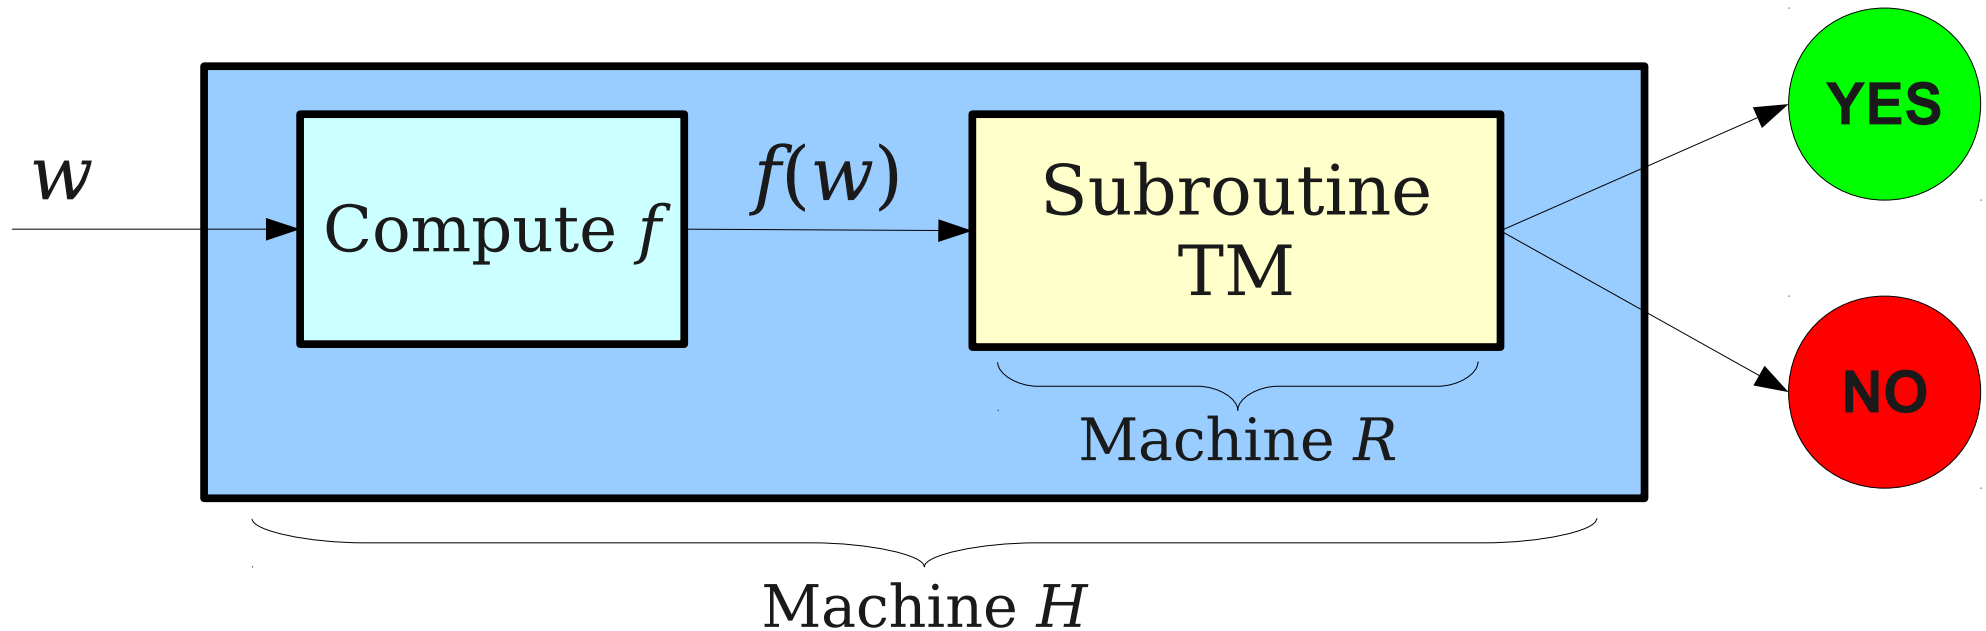 w
Compute f
f(w)
Subroutine
TM
Machine R
Machine H
YES
NO